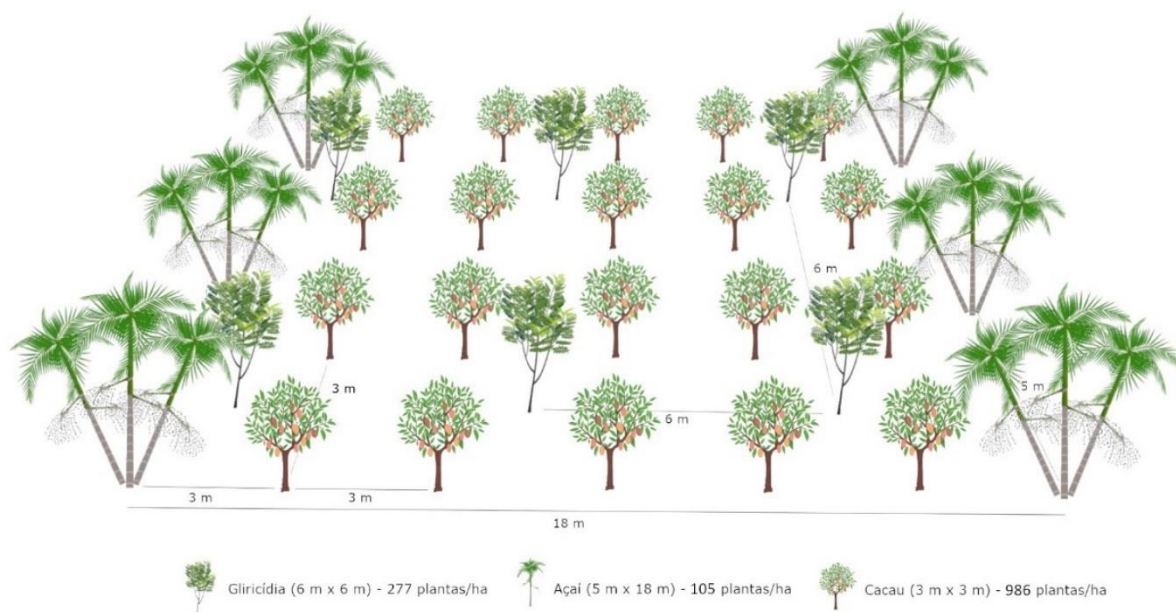 6 m
3 m
5 m
6 m
3 m
3 m
18 m
Gliricídia (6 m x 6 m) - 277 plantas/ha
Açaí (5 m x 18 m) - 105 plantas/ha
Cacau (3 m x 3 m) - 986 plantas/ha